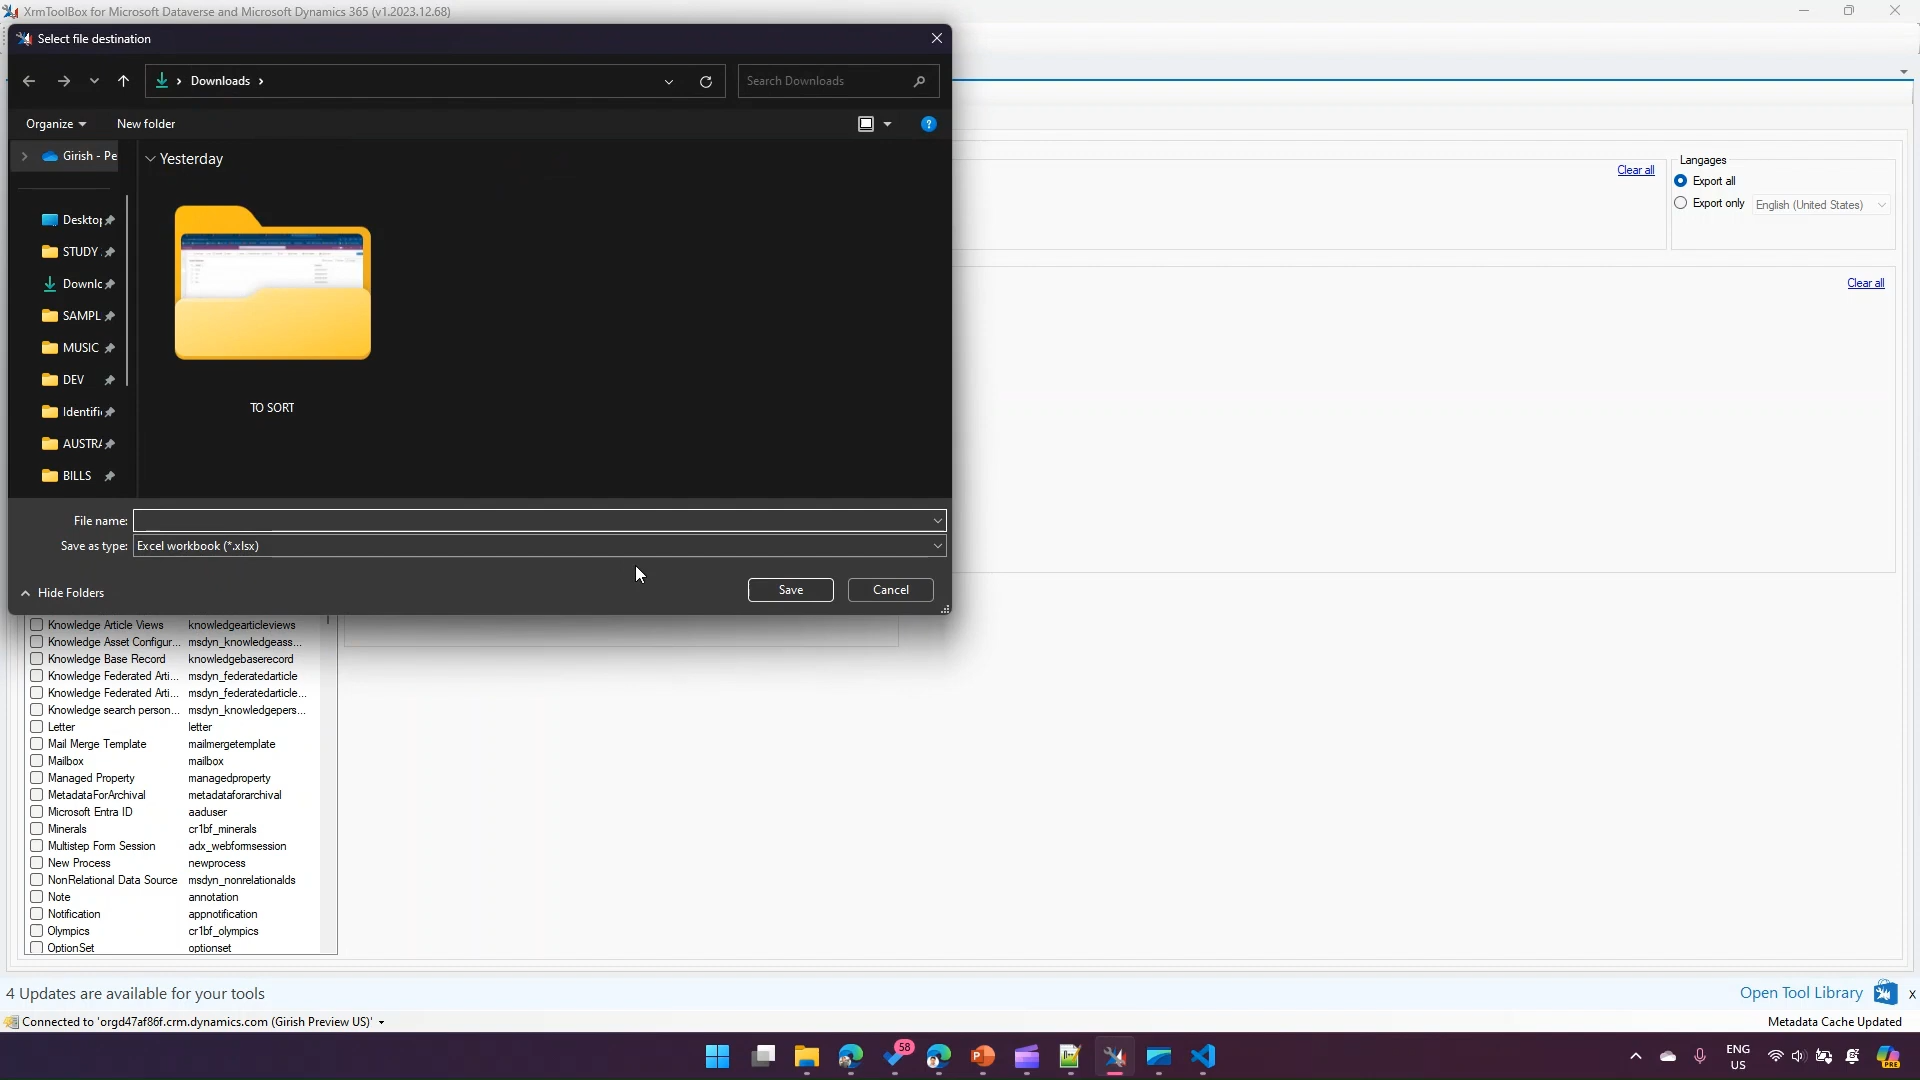 XrmToolBox for Microsoft Dataverse and Microsoft Dynamics 365 (v1.2023.12.68)
Select file destination
Downloads
Search Downloads
Organize
New folder
Girish - Pe
Yesterday
Desktop
STUDY
Downlc
SAMPL
MUSIC
DEV
Identifi
AUSTRA
BILLS
TO SORT
File name:
Save as type: Excel workbook (*.xlsx)
Hide Folders
Save
Cancel
Clear all
Langages
Export all
Export only English (United States)
Clear all
Knowledge Article Views knowledgearticleviews
Knowledge Asset Configur... msdyn_knowledgeass...
Knowledge Base Record knowledgebaserecord
Knowledge Federated Arti... msdyn_federatedarticle
Knowledge Federated Arti... msdyn_federatedarticle...
Knowledge search person... msdyn_knowledgepers...
Letter letter
Mail Merge Template mailmergetemplate
Mailbox mailbox
Managed Property managedproperty
MetadataForArchival metadataforarchival
Microsoft Entra ID aaduser
Minerals cr1bf_minerals
Multistep Form Session adx_webformsession
New Process newprocess
NonRelational Data Source msdyn_nonrelationalds
Note annotation
Notification appnotification
Olympics cr1bf_olympics
OptionSet optionset
4 Updates are available for your tools
Open Tool Library
X
Connected to 'orgd47af86f.crm.dynamics.com (Girish Preview US)'
Metadata Cache Updated
58
ENG
US
PRE